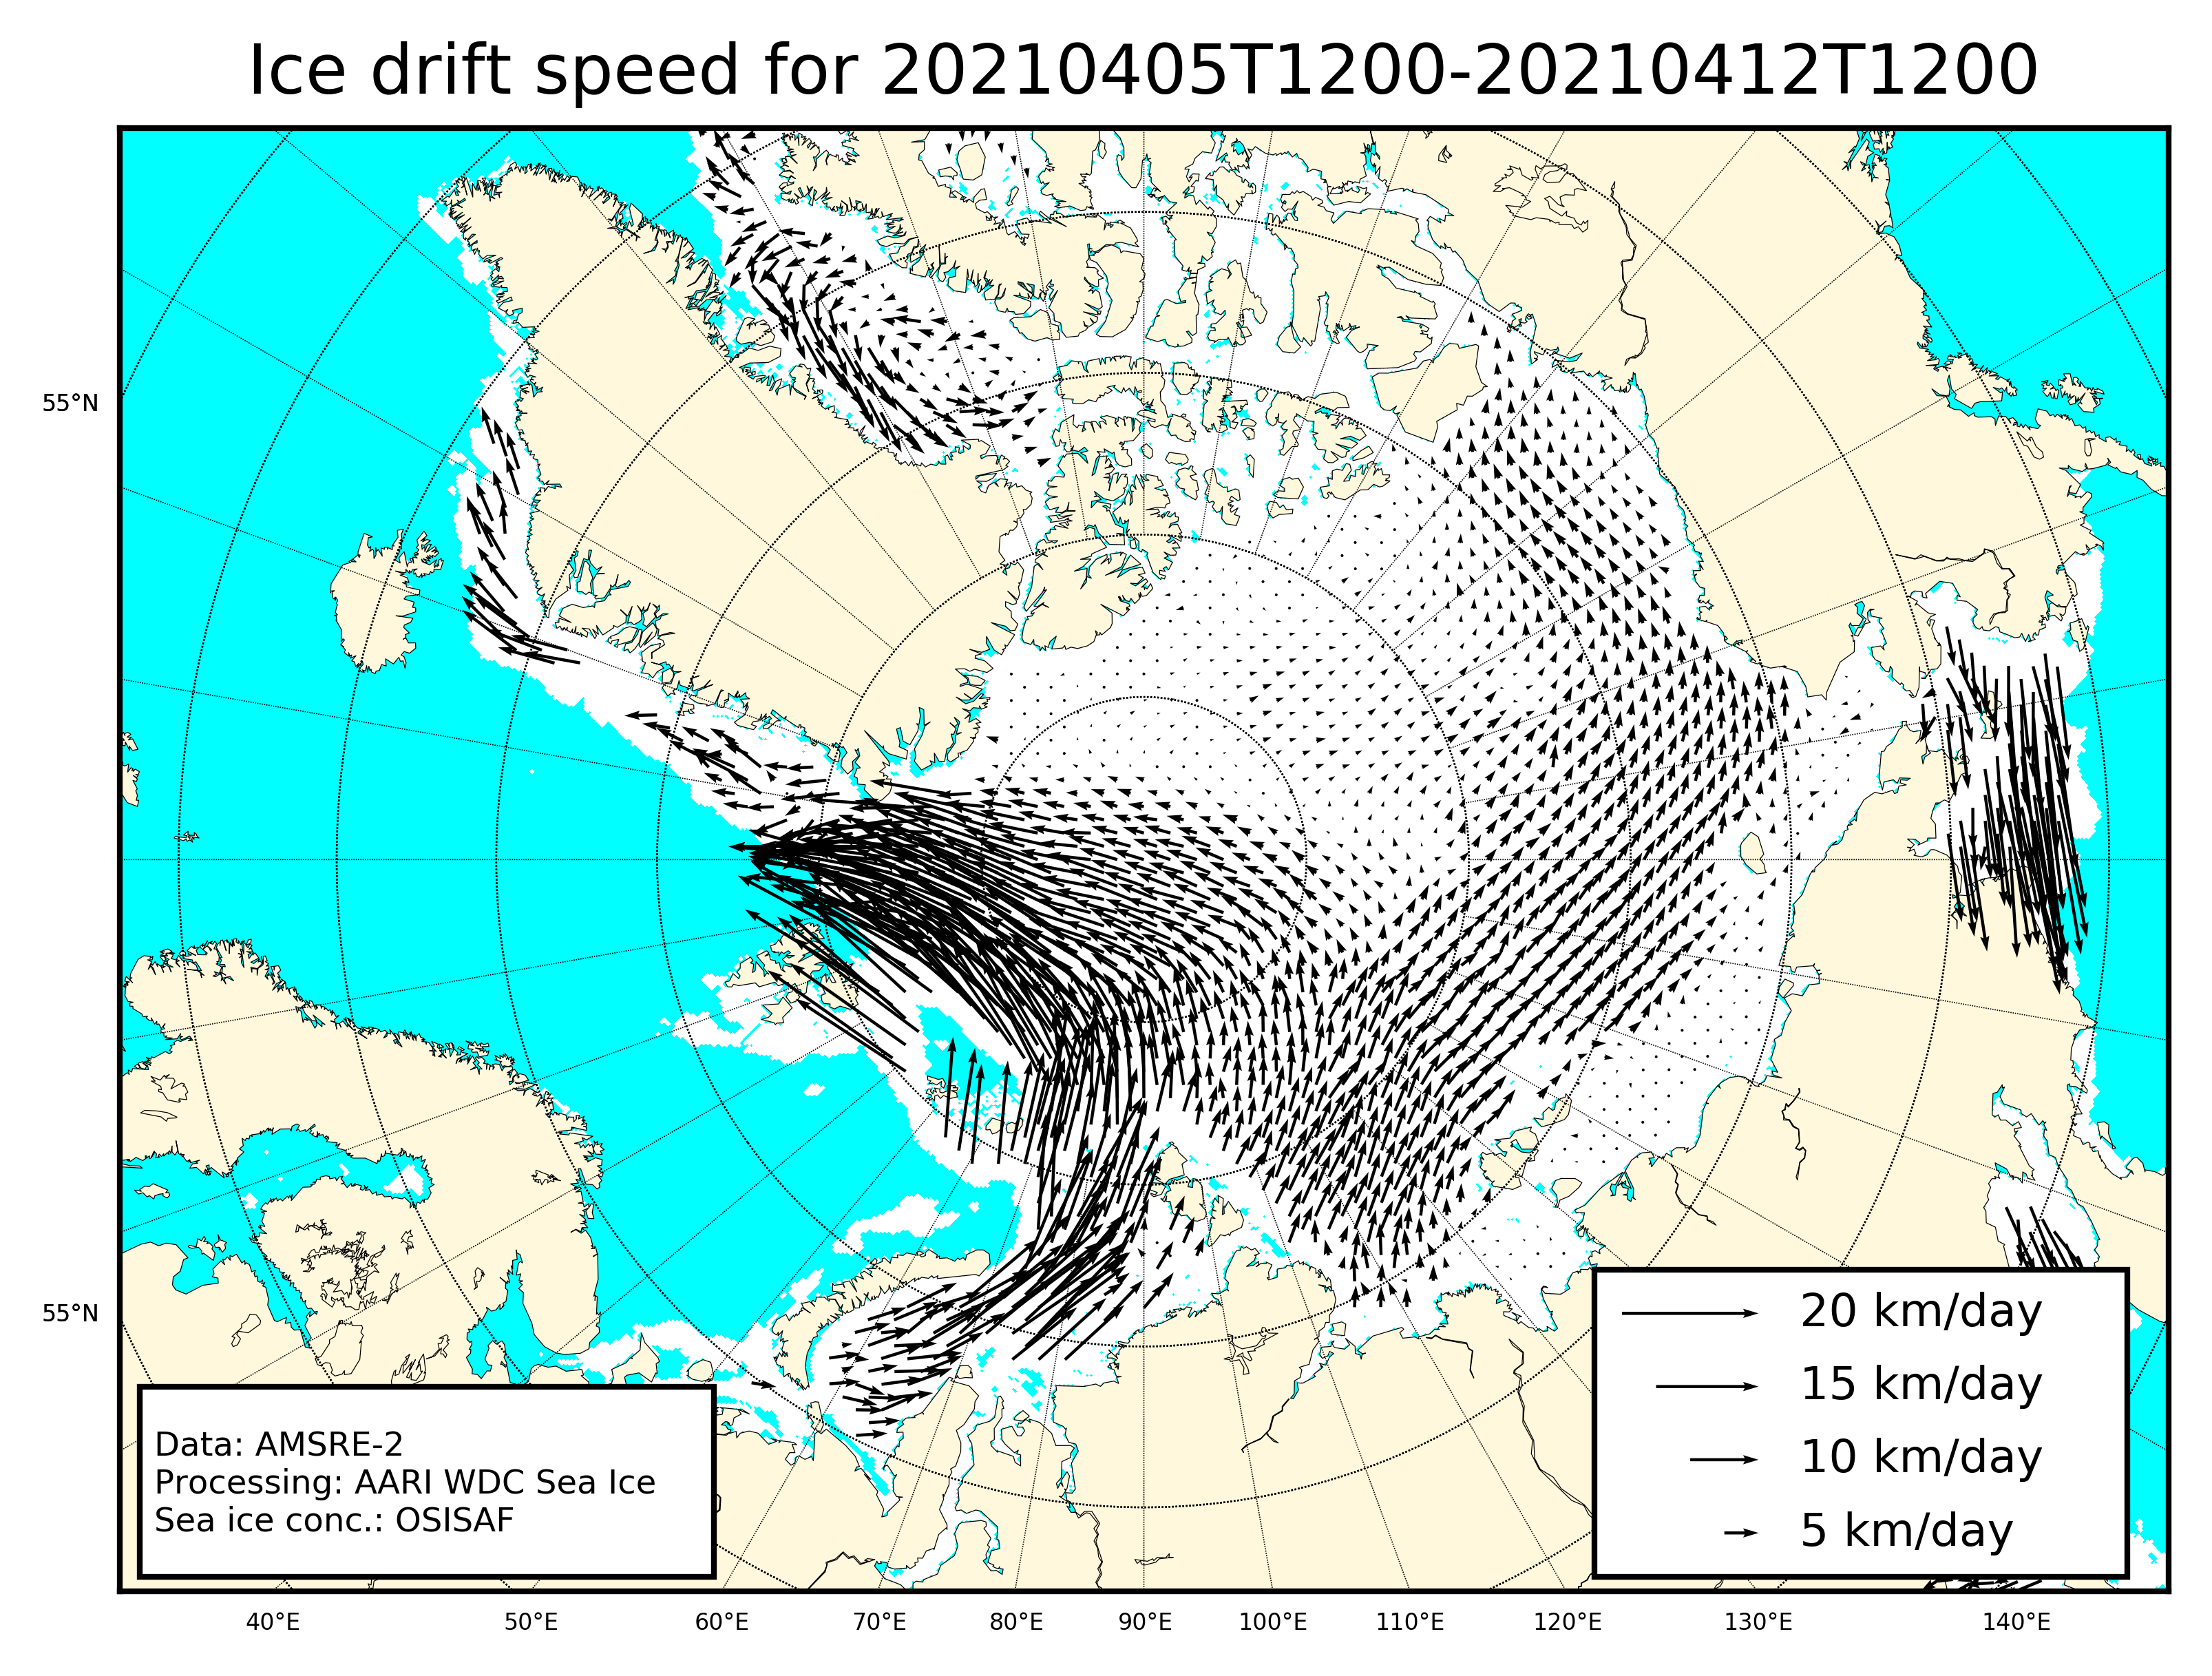 Ice drift speed for 20210405T1200-20210412T1200
55°N
55°N
20 km/day
15 km/day
10 km/day
5 km/day
Data: AMSRE-2
Processing: AARI WDC Sea Ice
Sea ice conc.: OSISAF
40°E
50°E
60°E
70°E
80°E
90°E
100°E
110°E
120°E
130°E
140°E